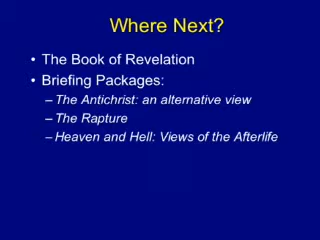 Where Next?
• The Book of Revelation
• Briefing Packages:
– The Antichrist: an alternative view
– The Rapture
– Heaven and Hell: Views of the Afterlife